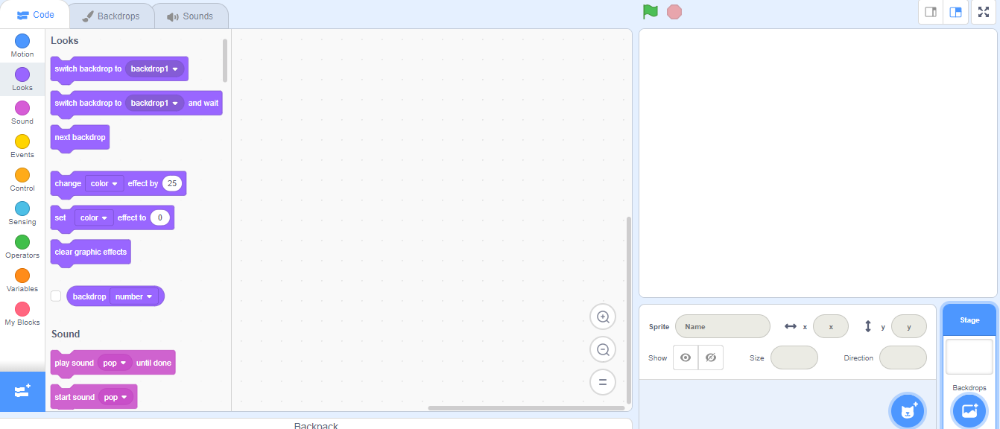 Code
Backdrops
Sounds
Motion
Looks
Sound
Events
Control
Sensing
Operators
Variables
My Blocks
Looks
switch backdrop to backdrop1
switch backdrop to backdrop1 and wait
next backdrop
change color effect by 25
set color effect to 0
clear graphic effects
backdrop number
Sound
play sound pop until done
start sound pop
Backpack
Sprite Name x x y y
Show Size Direction
Stage
Backdrops